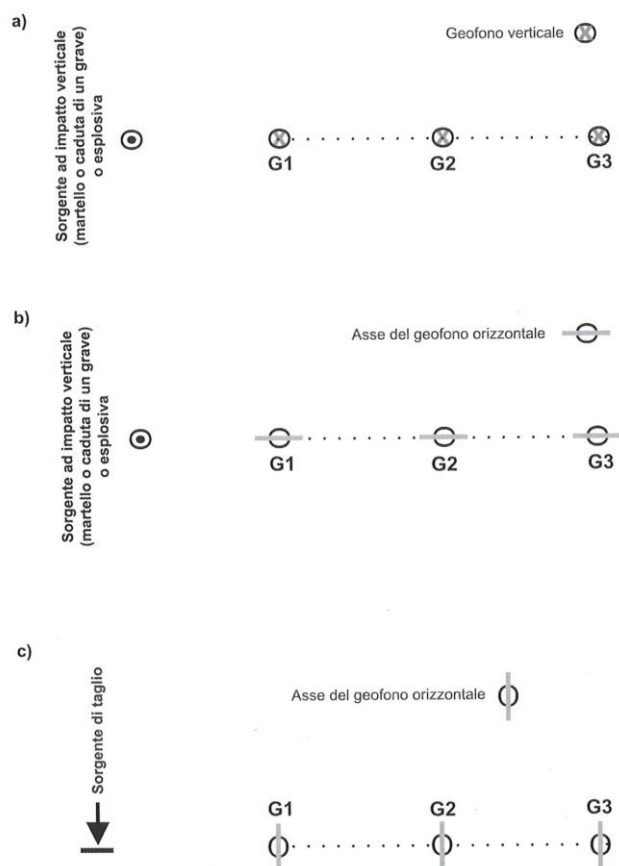 a)
Sorgente ad impatto verticale
(martello o caduta di un grave)
o esplosiva
Geofono verticale
G1
G2
G3
b)
Sorgente ad impatto verticale
(martello o caduta di un grave)
o esplosiva
Asse del geofono orizzontale
G1
G2
G3
c)
Sorgente di taglio
Asse del geofono orizzontale
G1
G2
G3